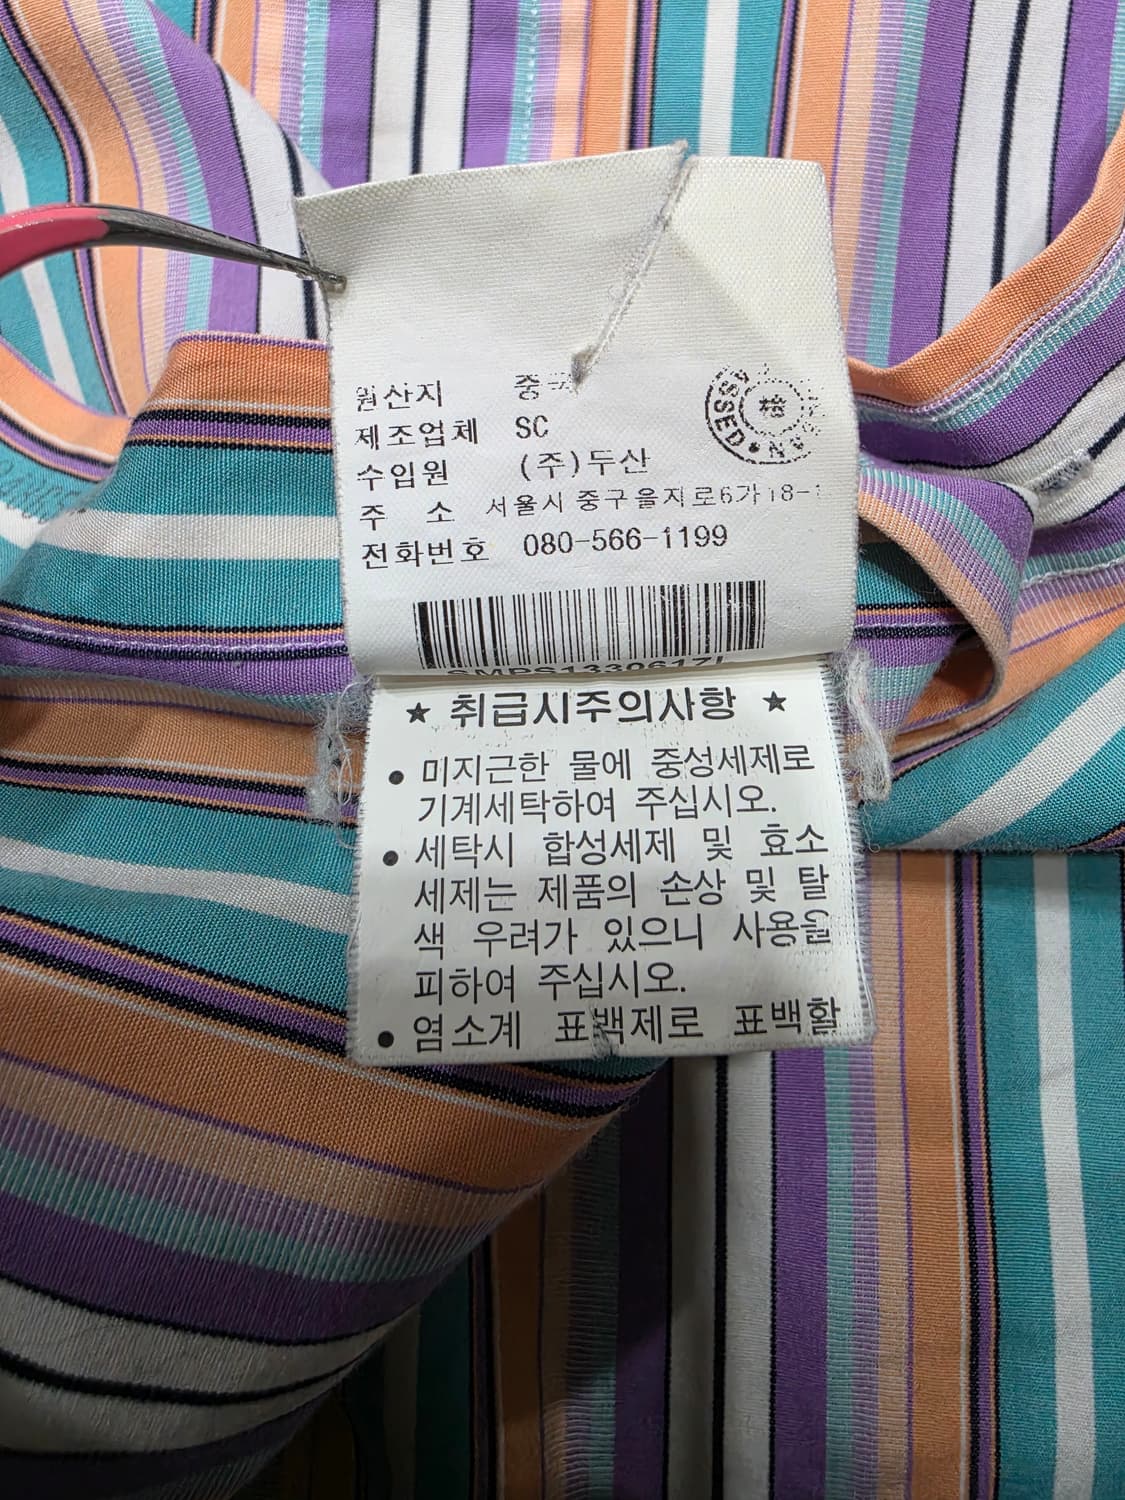 원산지 중국
제조업체 SC
수입원 (주)두산
주 소 서울시 중구을지로6가18-1
전화번호 080-566-1199
★ 취급시주의사항 ★
● 미지근한 물에 중성세제로
기계세탁하여 주십시오.
● 세탁시 합성세제 및 효소
세제는 제품의 손상 및 탈
색 우려가 있으니 사용을
피하여 주십시오.
● 염소계 표백제로 표백할